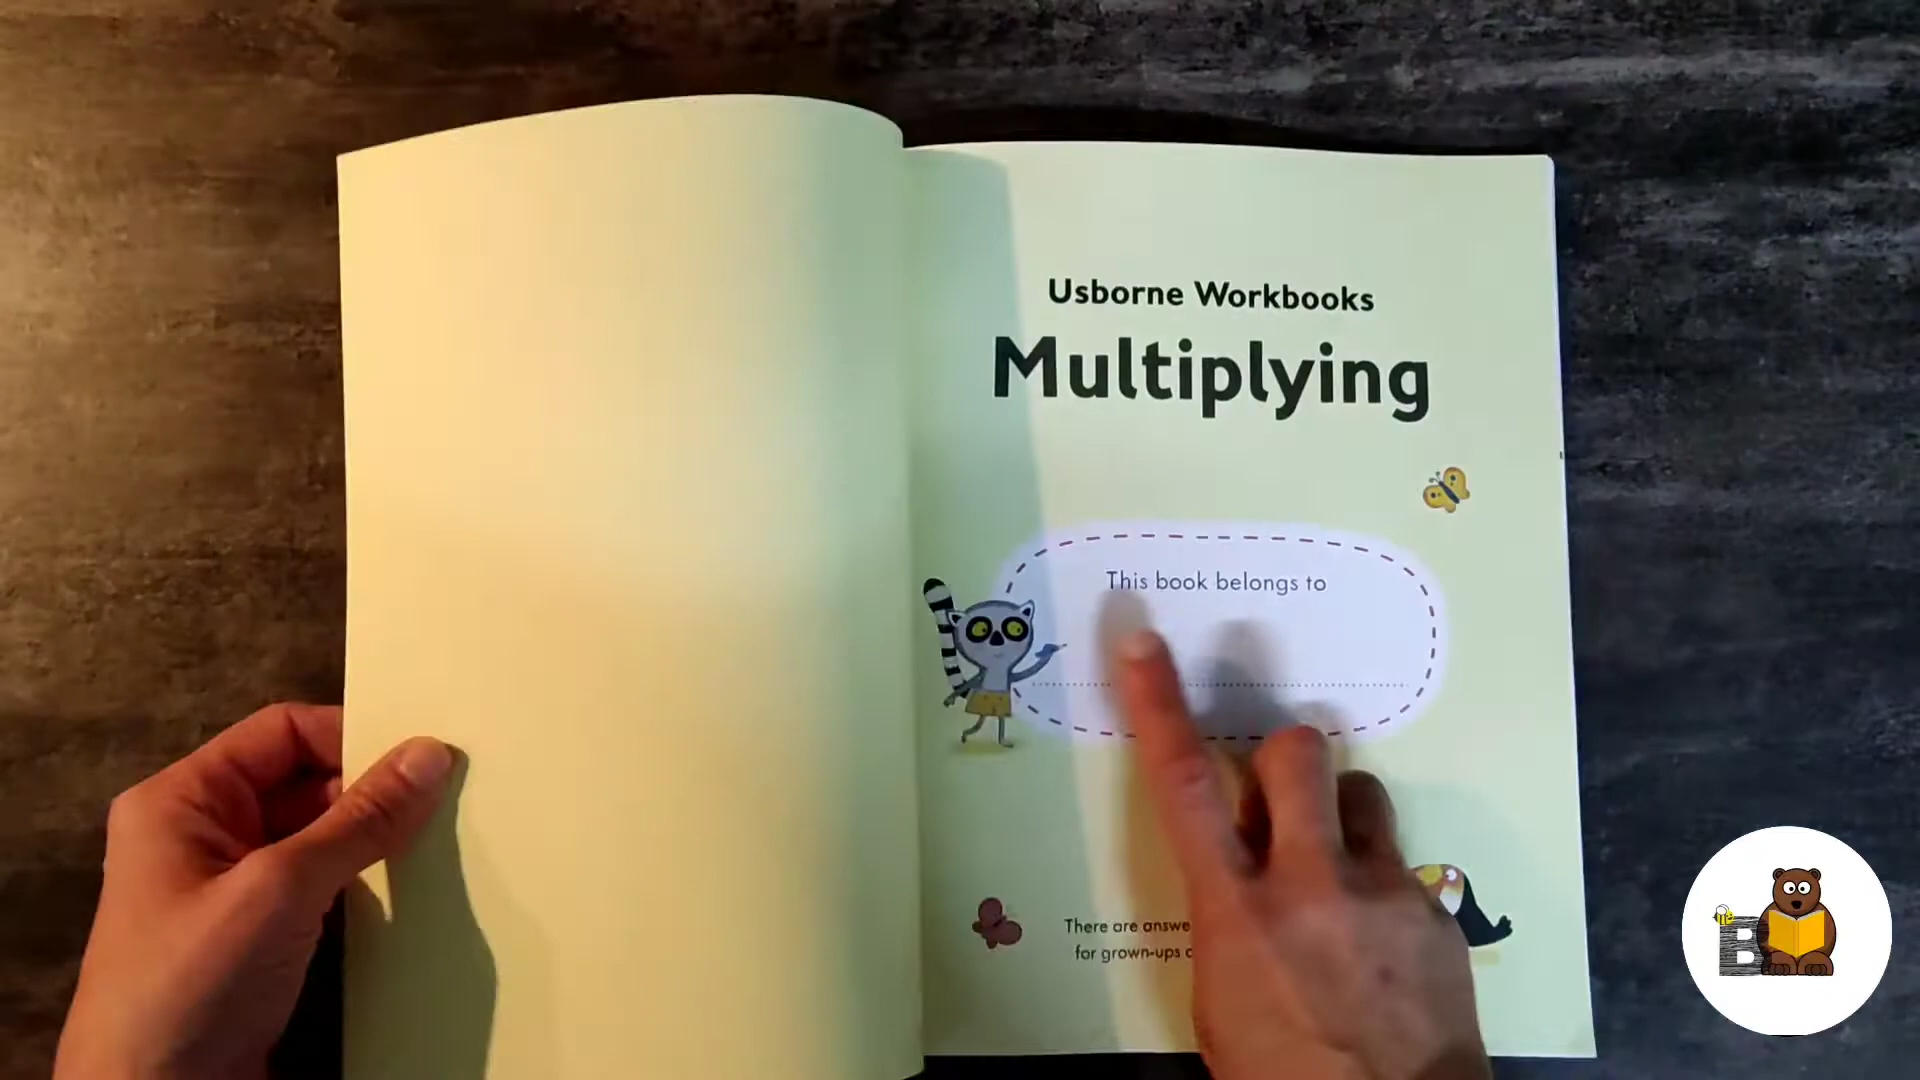 Usborne Workbooks
Multiplying
This book belongs to
There are answe
for grown-ups
B